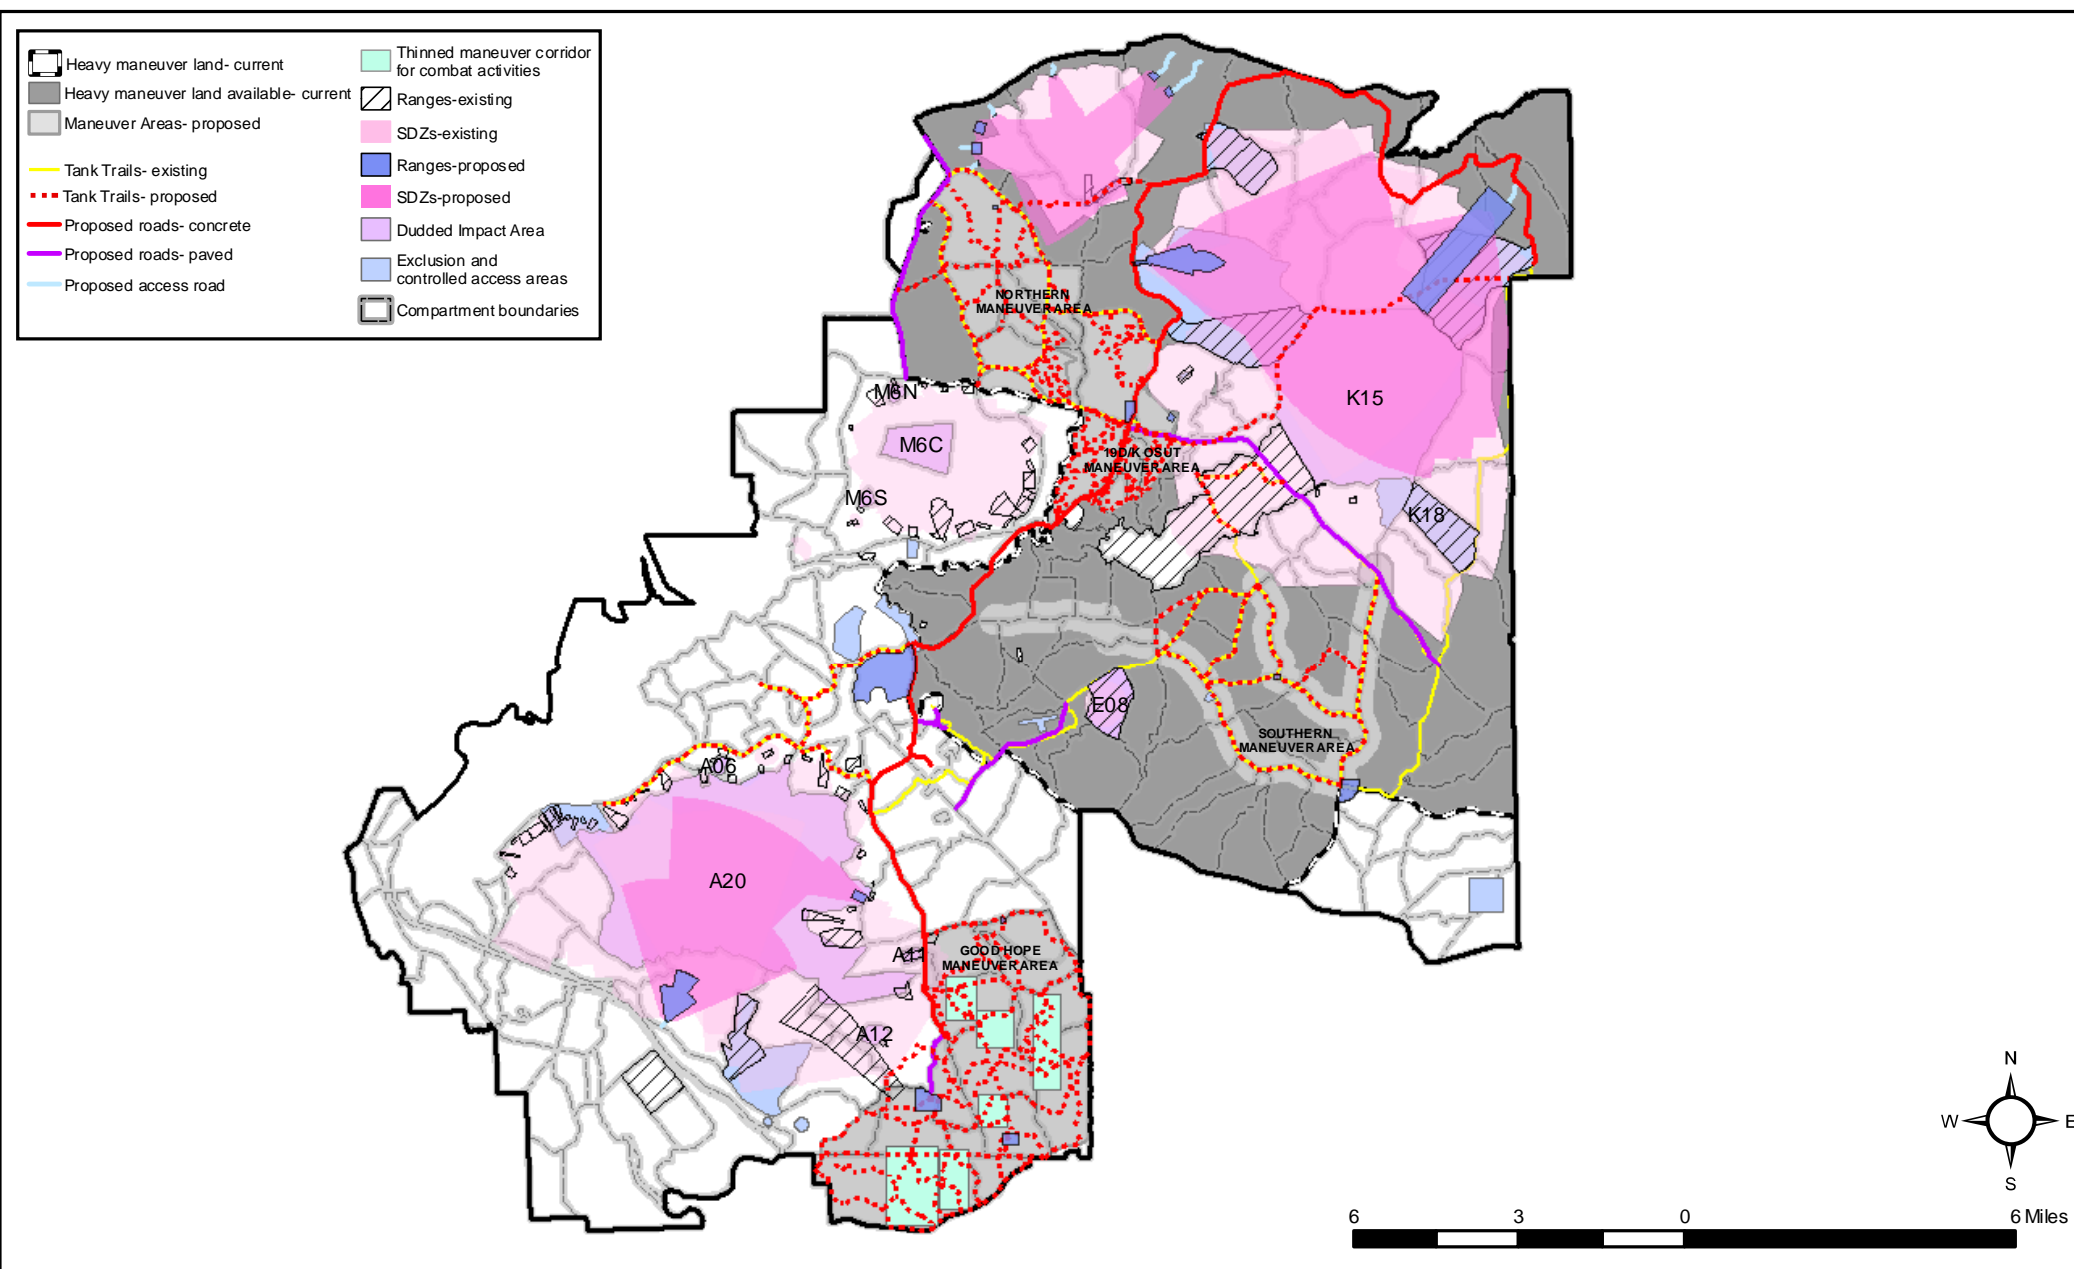 Heavy maneuver land- current
Heavy maneuver land available- current
Maneuver Areas- proposed
Tank Trails- existing
Tank Trails- proposed
Proposed roads- concrete
Proposed roads- paved
Proposed access road
Thinned maneuver corridor
for combat activities
Ranges-existing
SDZs-existing
Ranges-proposed
SDZs-proposed
Dudded Impact Area
Exclusion and
controlled access areas
Compartment boundaries
NORTHERN
MANEUVER AREA
M6N
M6C
M6S
K15
19D/K OSUT
MANEUVER AREA
K18
E08
SOUTHERN
MANEUVER AREA
A06
A20
A11
GOOD HOPE
MANEUVER AREA
A12
N
W
E
S
6 3 0 6 Miles